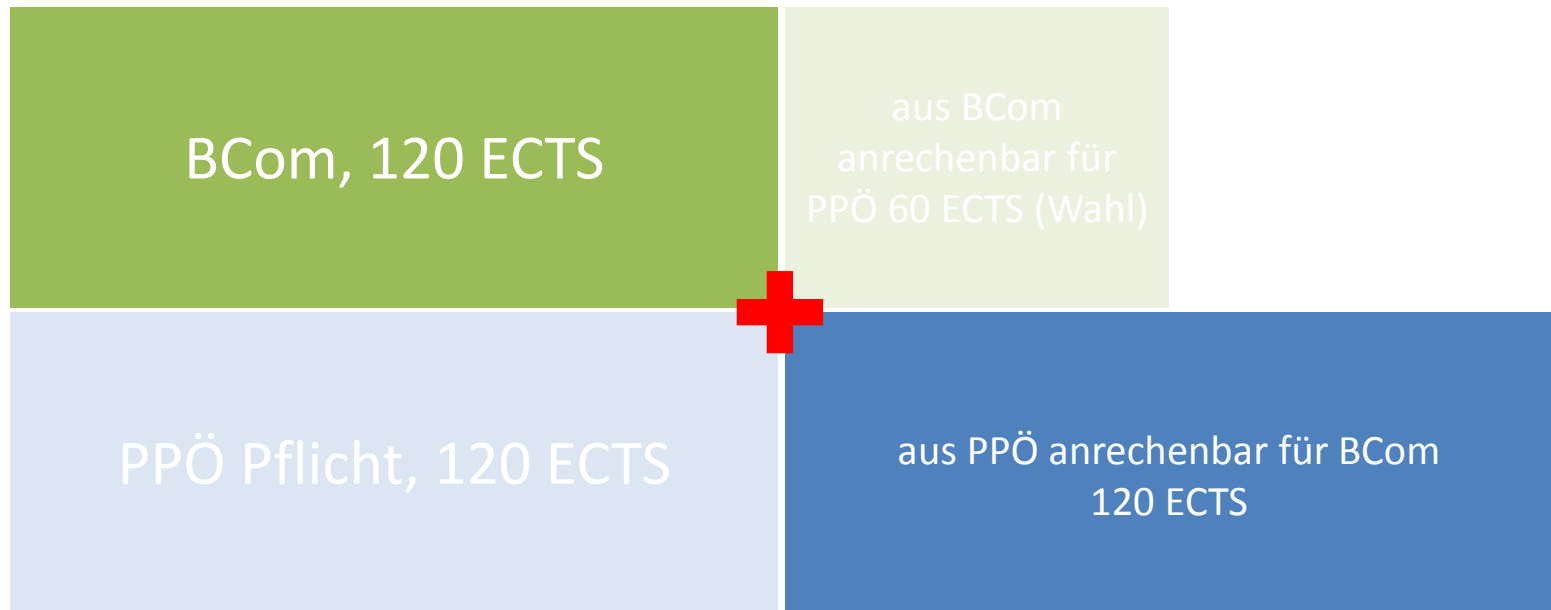 BCom, 120 ECTS
aus BCom
anrechenbar für
PPÖ 60 ECTS (Wahl)
PPÖ Pflicht, 120 ECTS
aus PPÖ anrechenbar für BCom
120 ECTS